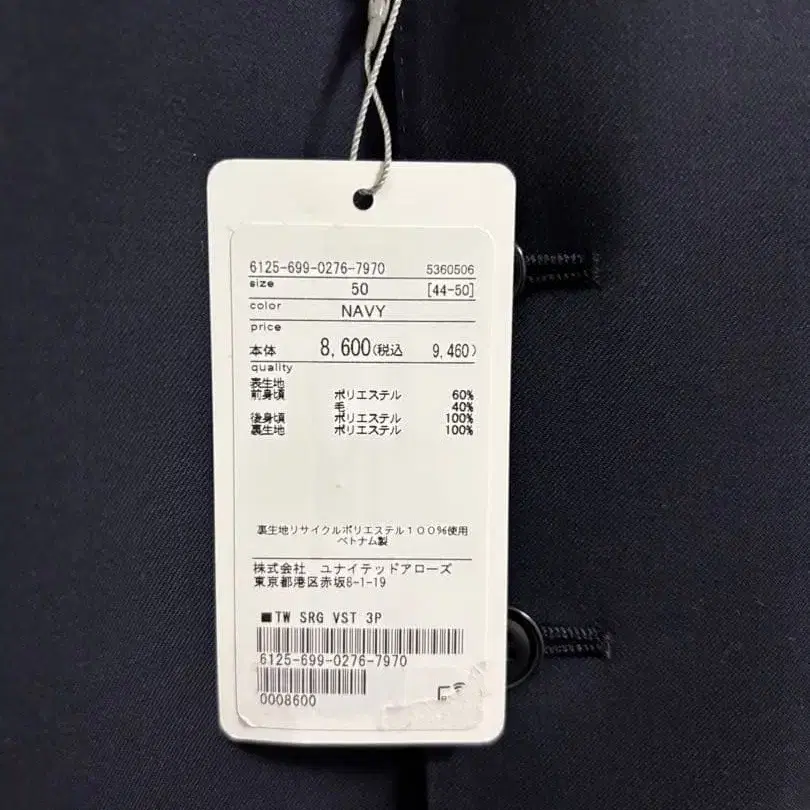 6125-699-0276-7970 5360506
size 50 [44-50]
color NAVY
price
本体 8,600(税込 9,460)
quality
表生地
前身頃 ポリエステル 60%
毛 40%
後身頃 ポリエステル 100%
裏生地 ポリエステル 100%
裏生地リサイクルポリエステル１００％使用
ベトナム製
株式会社 ユナイテッドアローズ
東京都港区赤坂8-1-19
■TW SRG VST 3P
6125-699-0276-7970
0008600